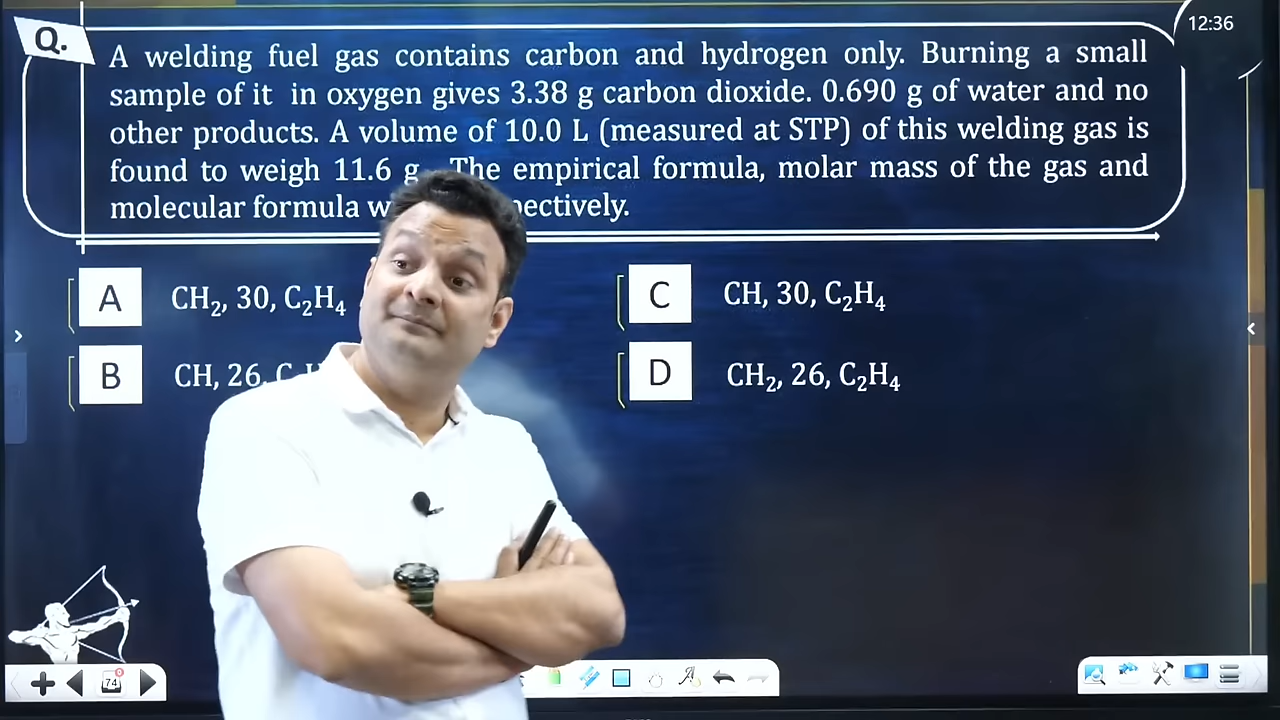 Q.
12:36
A welding fuel gas contains carbon and hydrogen only. Burning a small
sample of it in oxygen gives 3.38 g carbon dioxide. 0.690 g of water and no
other products. A volume of 10.0 L (measured at STP) of this welding gas is
found to weigh 11.6 g The empirical formula, molar mass of the gas and
molecular formula
A CH₂, 30, C₂H₄
C CH, 30, C₂H₄
B CH, 26,
D CH₂, 26, C₂H₄
74